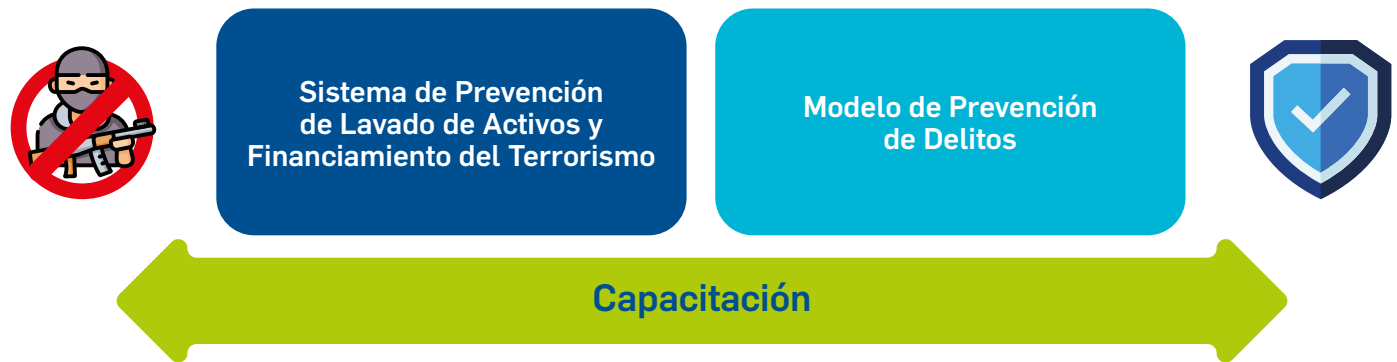 Sistema de Prevención
de Lavado de Activos y
Financiamiento del Terrorismo
Modelo de Prevención
de Delitos
Capacitación